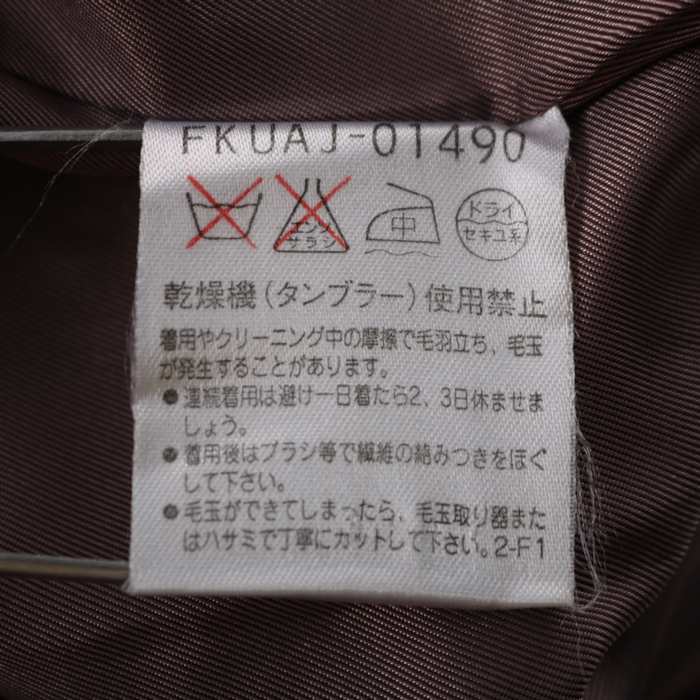 FKUAJ-01490
エンソ
サラシ
中
ドライ
セキユ系
乾燥機(タンブラー)使用禁止
着用やクリーニング中の摩擦で毛羽立ち、毛玉
が発生することがあります。
●連続着用は避け一日着たら2、3日休ませま
しょう。
●着用後はブラシ等で繊維の絡みつきをほぐ
して下さい。
●毛玉ができてしまったら、毛玉取り器また
はハサミで丁寧にカットして下さい。2-F1